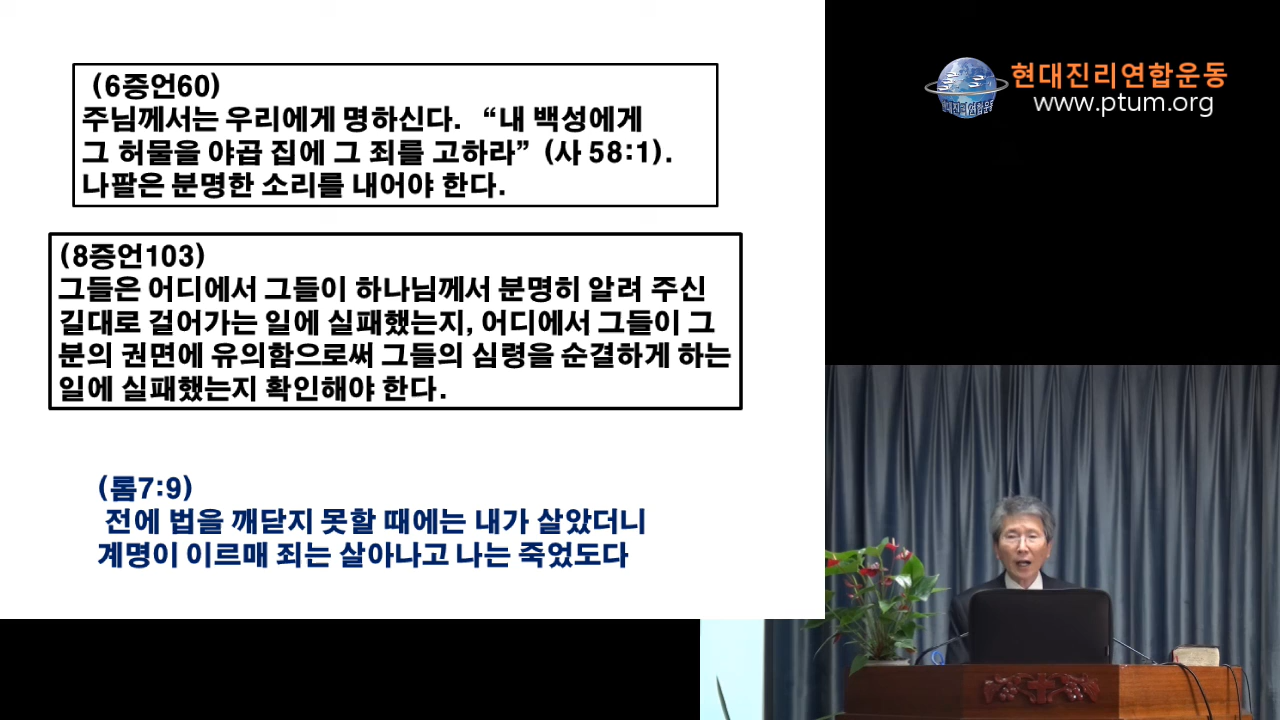 (6증언60)
주님께서는 우리에게 명하신다. “내 백성에게
그 허물을 야곱 집에 그 죄를 고하라” (사 58:1).
나팔은 분명한 소리를 내어야 한다.
(8증언103)
그들은 어디에서 그들이 하나님께서 분명히 알려 주신
길대로 걸어가는 일에 실패했는지, 어디에서 그들이 그
분의 권면에 유의함으로써 그들의 심령을 순결하게 하는
일에 실패했는지 확인해야 한다.
(롬7:9)
전에 법을 깨닫지 못할 때에는 내가 살았더니
계명이 이르매 죄는 살아나고 나는 죽었도다
현대진리연합운동
www.ptum.org
현대진리연합운동